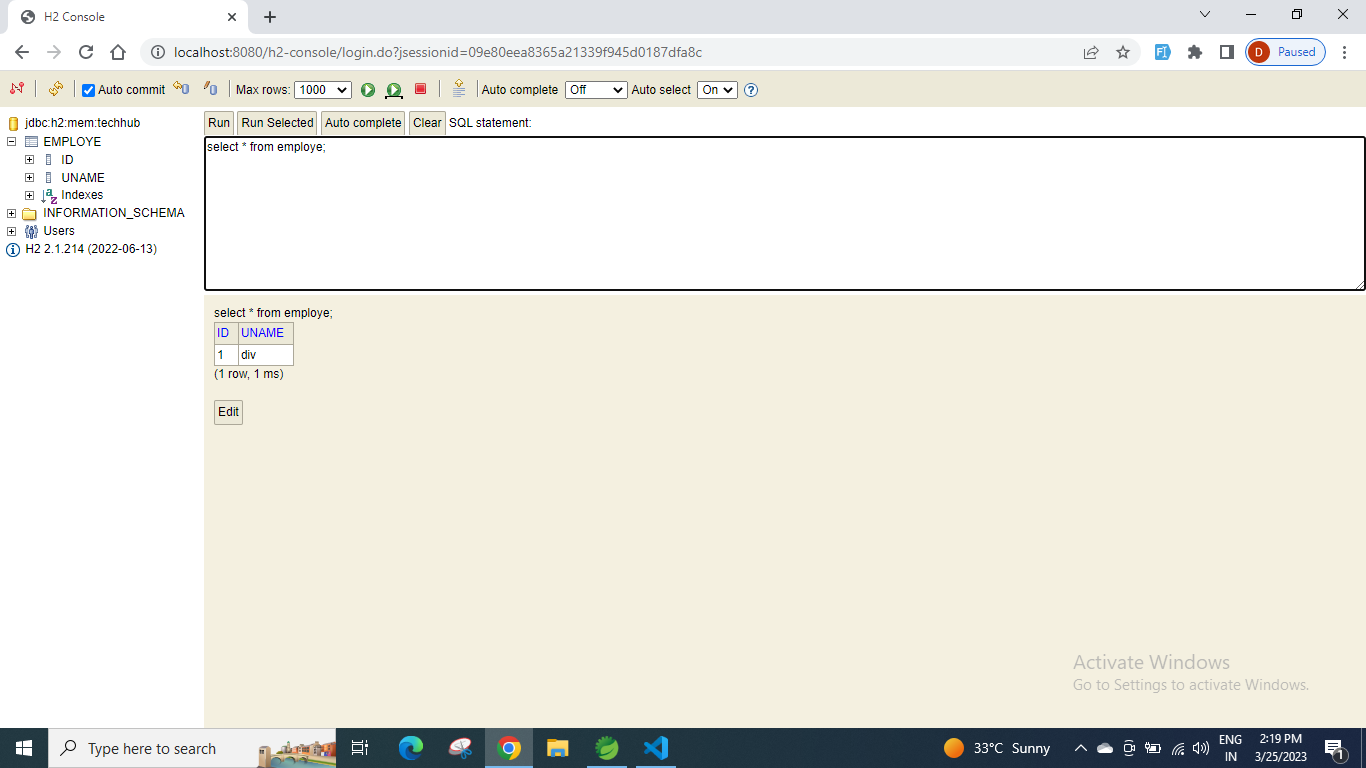 H2 Console
localhost:8080/h2-console/login.do?jsessionid=09e80eea8365a21339f945d0187dfa8c
D Paused
Auto commit Max rows: 1000 Auto complete Off Auto select On
jdbc:h2:mem:techhub
EMPLOYE
ID
UNAME
Indexes
INFORMATION_SCHEMA
Users
H2 2.1.214 (2022-06-13)
Run Run Selected Auto complete Clear SQL statement:
select * from employe;
select * from employe;
ID UNAME
1 div
(1 row, 1 ms)
Edit
Activate Windows
Go to Settings to activate Windows.
Type here to search
33°C Sunny
ENG
IN
2:19 PM
3/25/2023
1